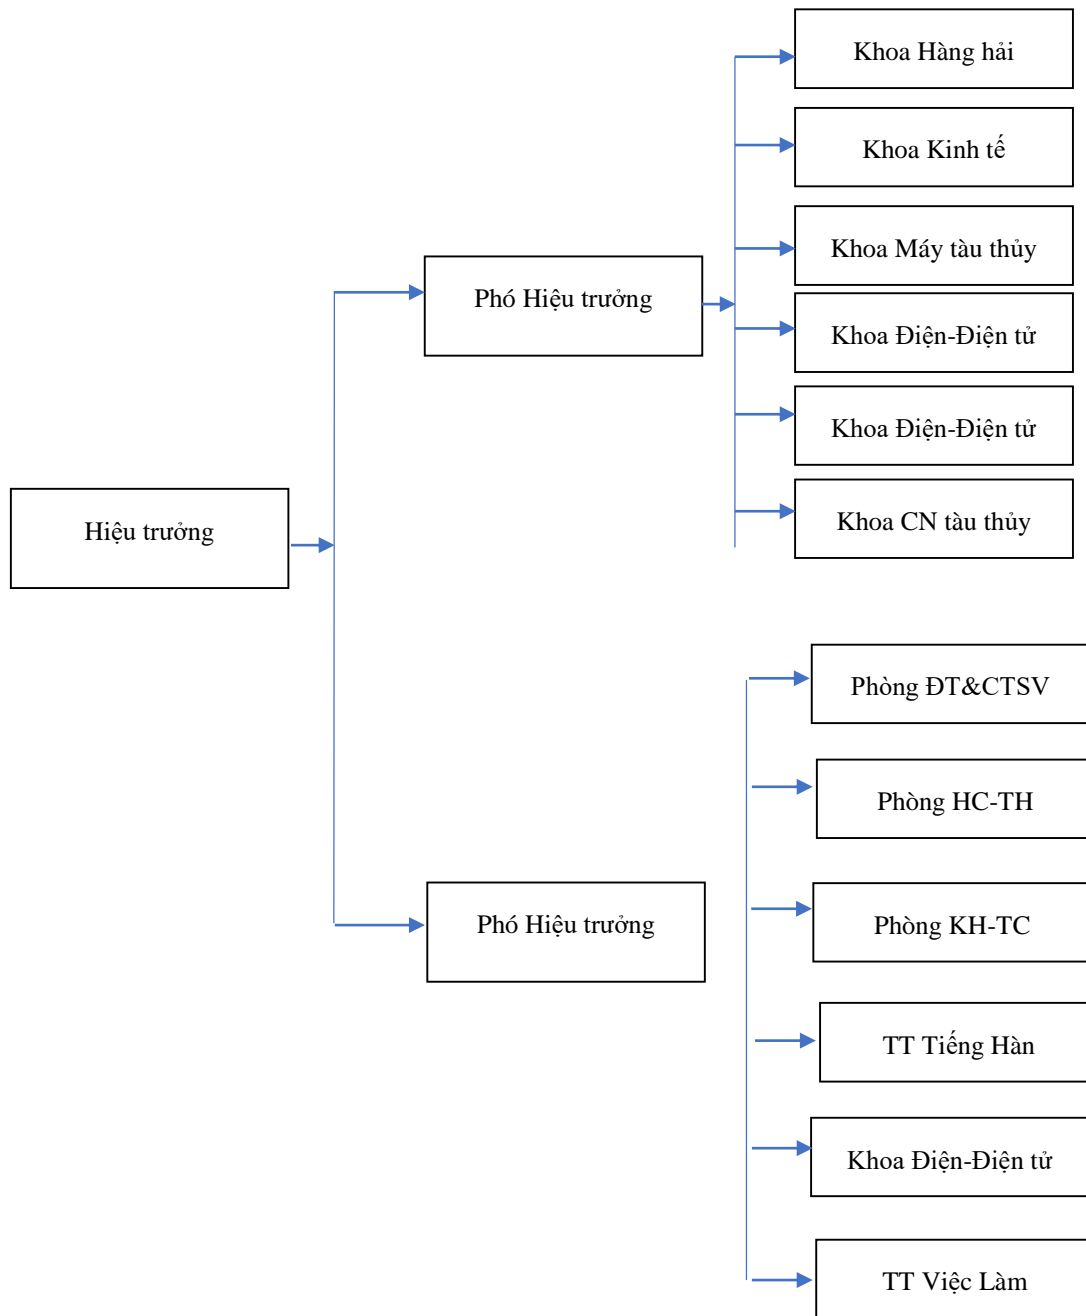 Khoa Hàng hải
Khoa Kinh tế
Khoa Máy tàu thủy
Phó Hiệu trưởng
Khoa Điện-Điện tử
Khoa Điện-Điện tử
Khoa CN tàu thủy
Hiệu trưởng
Phòng ĐT&CTSV
Phòng HC-TH
Phòng KH-TC
Phó Hiệu trưởng
TT Tiếng Hàn
Khoa Điện-Điện tử
TT Việc Làm